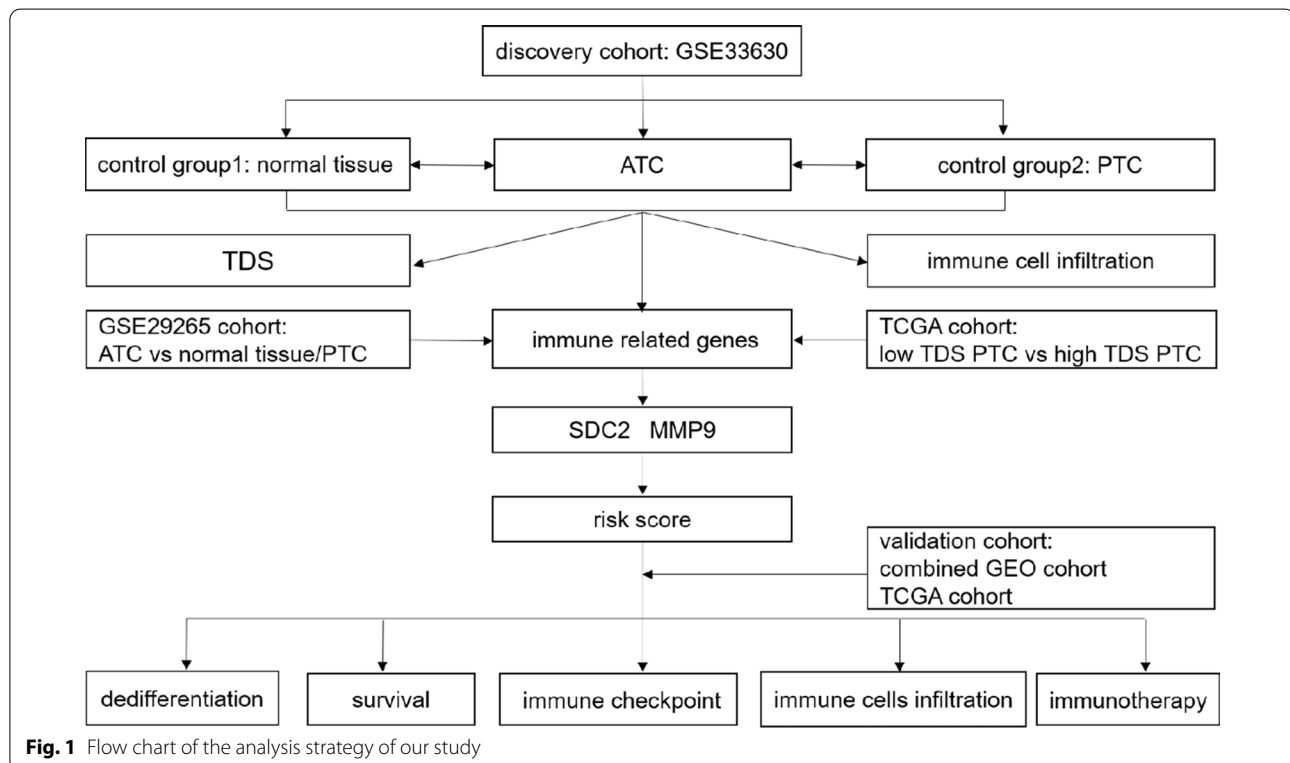 discovery cohort: GSE33630
control group1: normal tissue
ATC
control group2: PTC
TDS
immune cell infiltration
GSE29265 cohort:
ATC vs normal tissue/PTC
immune related genes
TCGA cohort:
low TDS PTC vs high TDS PTC
SDC2 MMP9
risk score
validation cohort:
combined GEO cohort
TCGA cohort
dedifferentiation
survival
immune checkpoint
immune cells infiltration
immunotherapy
Fig. 1 Flow chart of the analysis strategy of our study